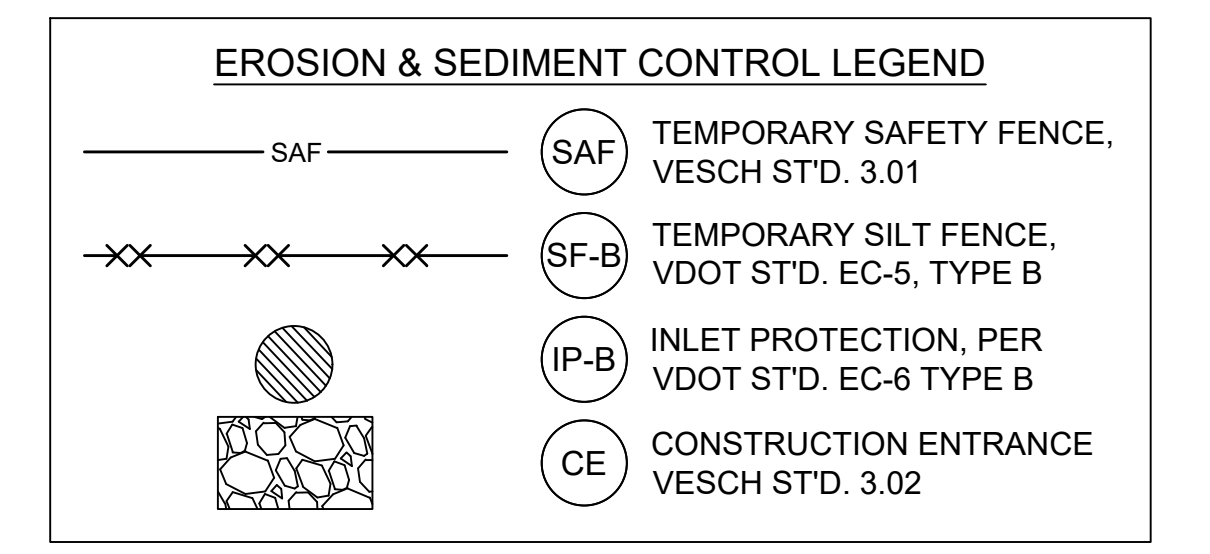 EROSION & SEDIMENT CONTROL LEGEND
SAF
SAF
TEMPORARY SAFETY FENCE,
VESCH ST'D. 3.01
SF-B
TEMPORARY SILT FENCE,
VDOT ST'D. EC-5, TYPE B
IP-B
INLET PROTECTION, PER
VDOT ST'D. EC-6 TYPE B
CE
CONSTRUCTION ENTRANCE
VESCH ST'D. 3.02